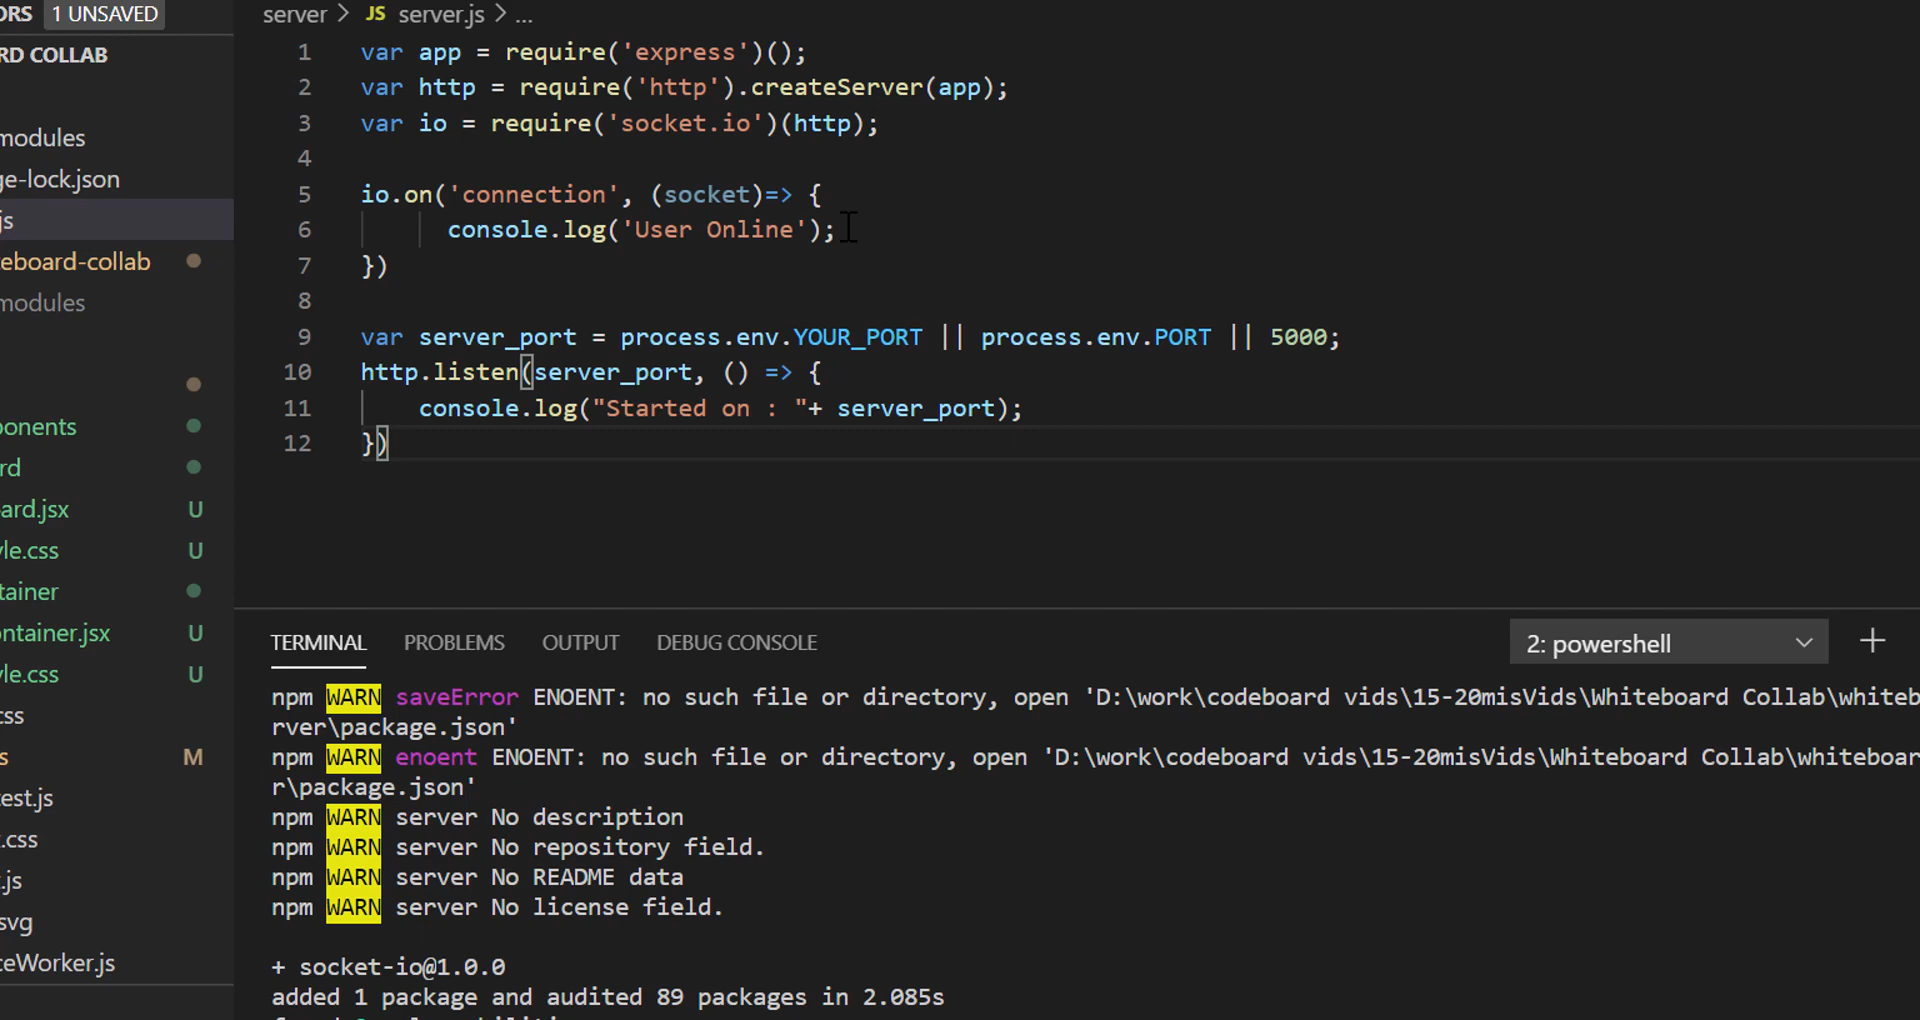 ORS 1 UNSAVED
RD COLLAB
modules
ge-lock.json
js
teboard-collab
modules
ponents
rd
ard.jsx U
yle.css U
tainer
ontainer.jsx U
yle.css U
css
s M
test.js
.css
.js
svg
ceWorker.js
server > JS server.js > ...
1 var app = require('express')();
2 var http = require('http').createServer(app);
3 var io = require('socket.io')(http);
4
5 io.on('connection', (socket)=> {
6 console.log('User Online');
7 })
8
9 var server_port = process.env.YOUR_PORT || process.env.PORT || 5000;
10 http.listen(server_port, () => {
11 console.log("Started on : "+ server_port);
12 })
TERMINAL PROBLEMS OUTPUT DEBUG CONSOLE 2: powershell +
npm WARN saveError ENOENT: no such file or directory, open 'D:\work\codeboard vids\15-20misVids\Whiteboard Collab\whiteb
rver\package.json'
npm WARN enoent ENOENT: no such file or directory, open 'D:\work\codeboard vids\15-20misVids\Whiteboard Collab\whiteboar
r\package.json'
npm WARN server No description
npm WARN server No repository field.
npm WARN server No README data
npm WARN server No license field.
+ socket-io@1.0.0
added 1 package and audited 89 packages in 2.085s